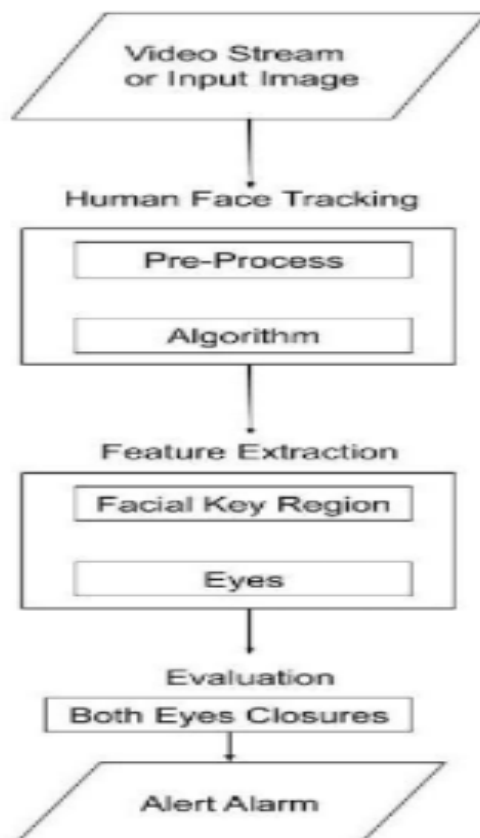 Video Stream
or Input Image
Human Face Tracking
Pre-Process
Algorithm
Feature Extraction
Facial Key Region
Eyes
Evaluation
Both Eyes Closures
Alert Alarm